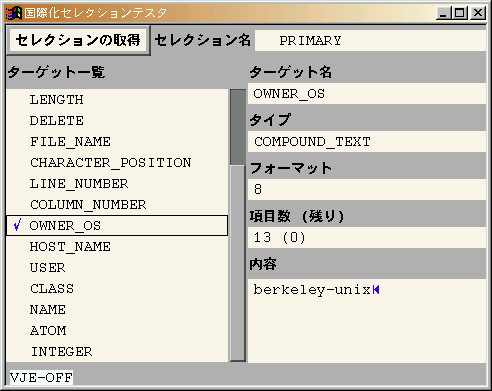 国際化セレクションテスタ
セレクションの取得 セレクション名 PRIMARY
ターゲット一覧
LENGTH
DELETE
FILE_NAME
CHARACTER_POSITION
LINE_NUMBER
COLUMN_NUMBER
√ OWNER_OS
HOST_NAME
USER
CLASS
NAME
ATOM
INTEGER
ターゲット名
OWNER_OS
タイプ
COMPOUND_TEXT
フォーマット
8
項目数 (残り)
13 (0)
内容
berkeley-unix
VJE-OFF